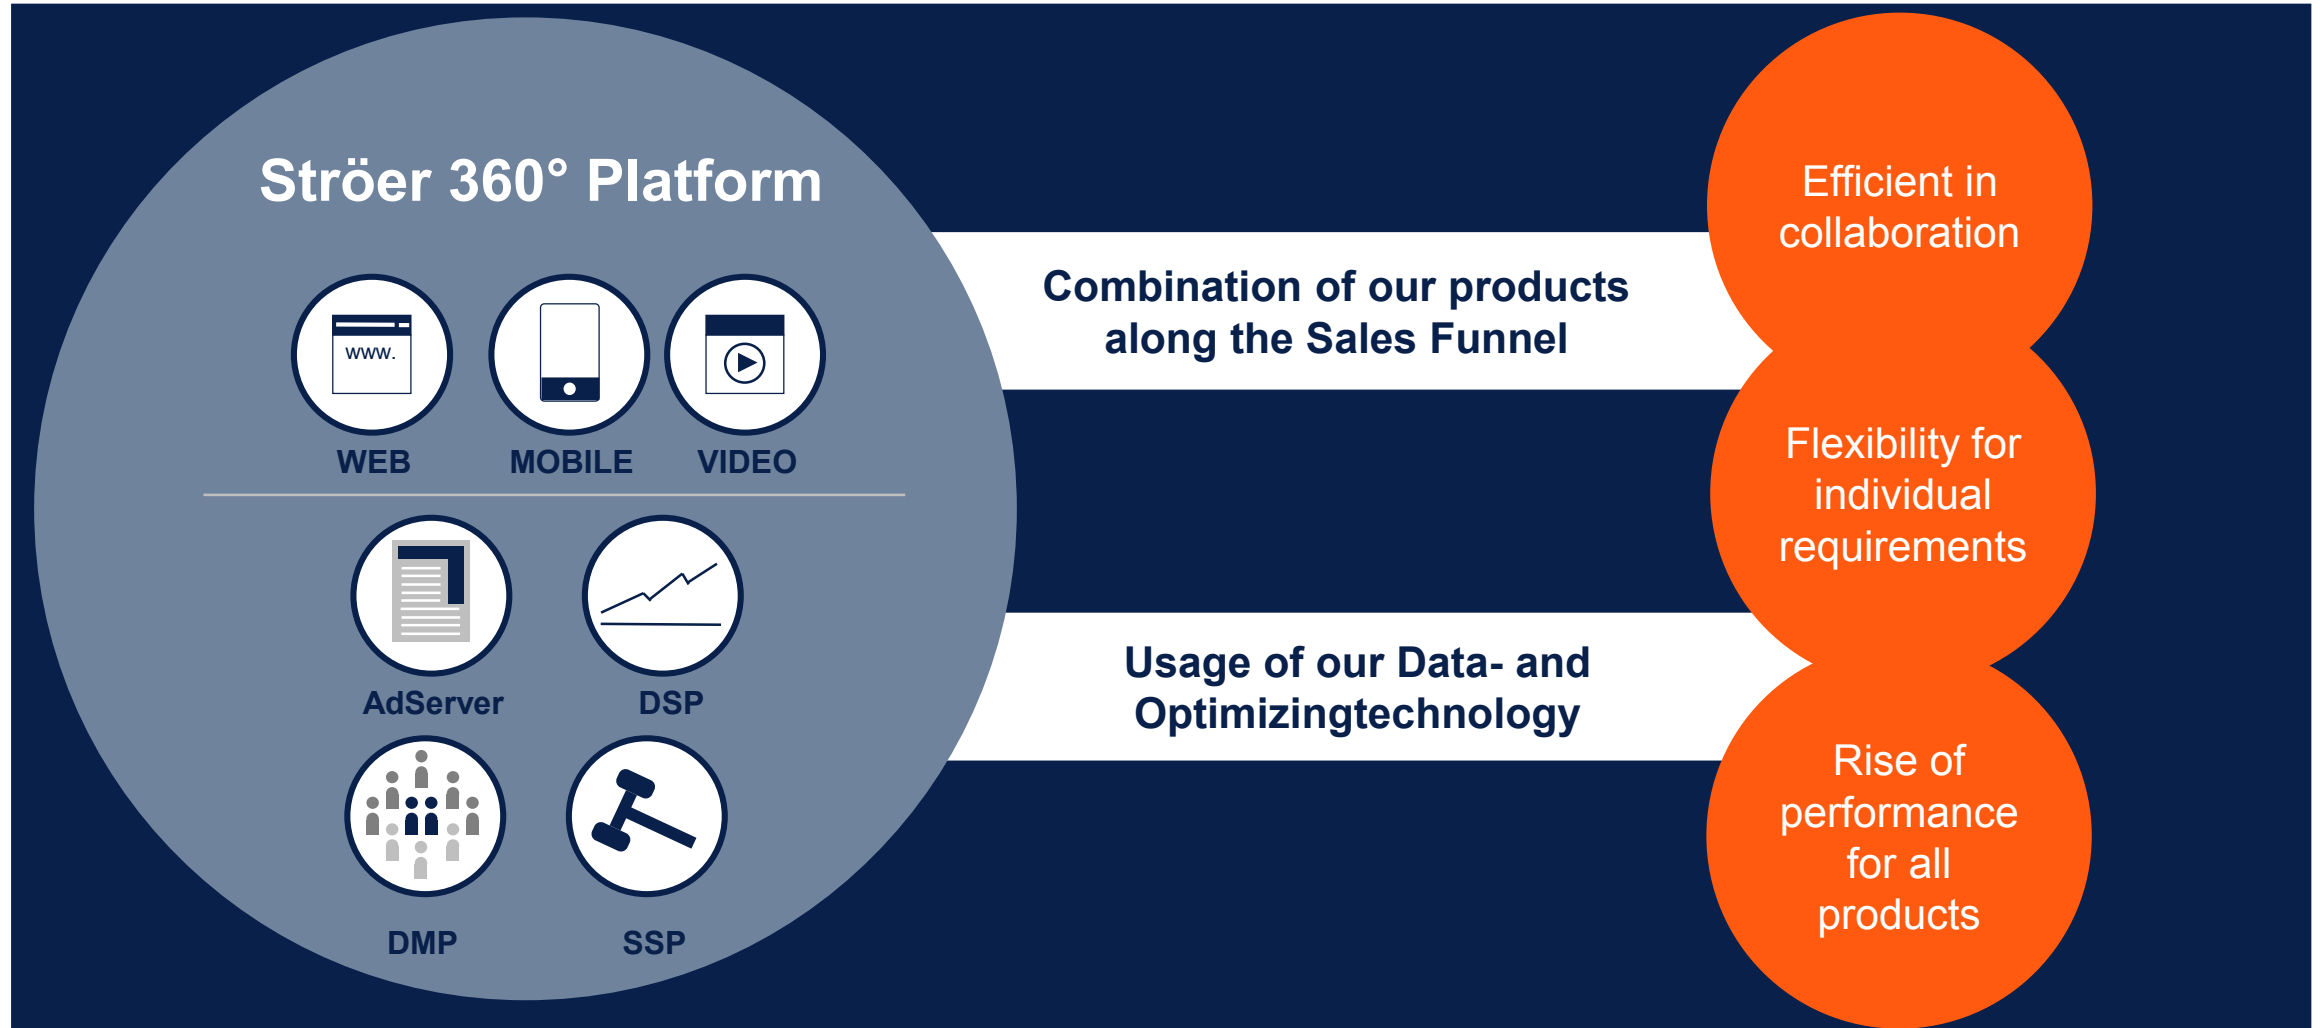 Ströer 360° Platform
www.
WEB
MOBILE
VIDEO
AdServer
DSP
DMP
SSP
Combination of our products
along the Sales Funnel
Usage of our Data- and
Optimizingtechnology
Efficient in
collaboration
Flexibility for
individual
requirements
Rise of
performance
for all
products